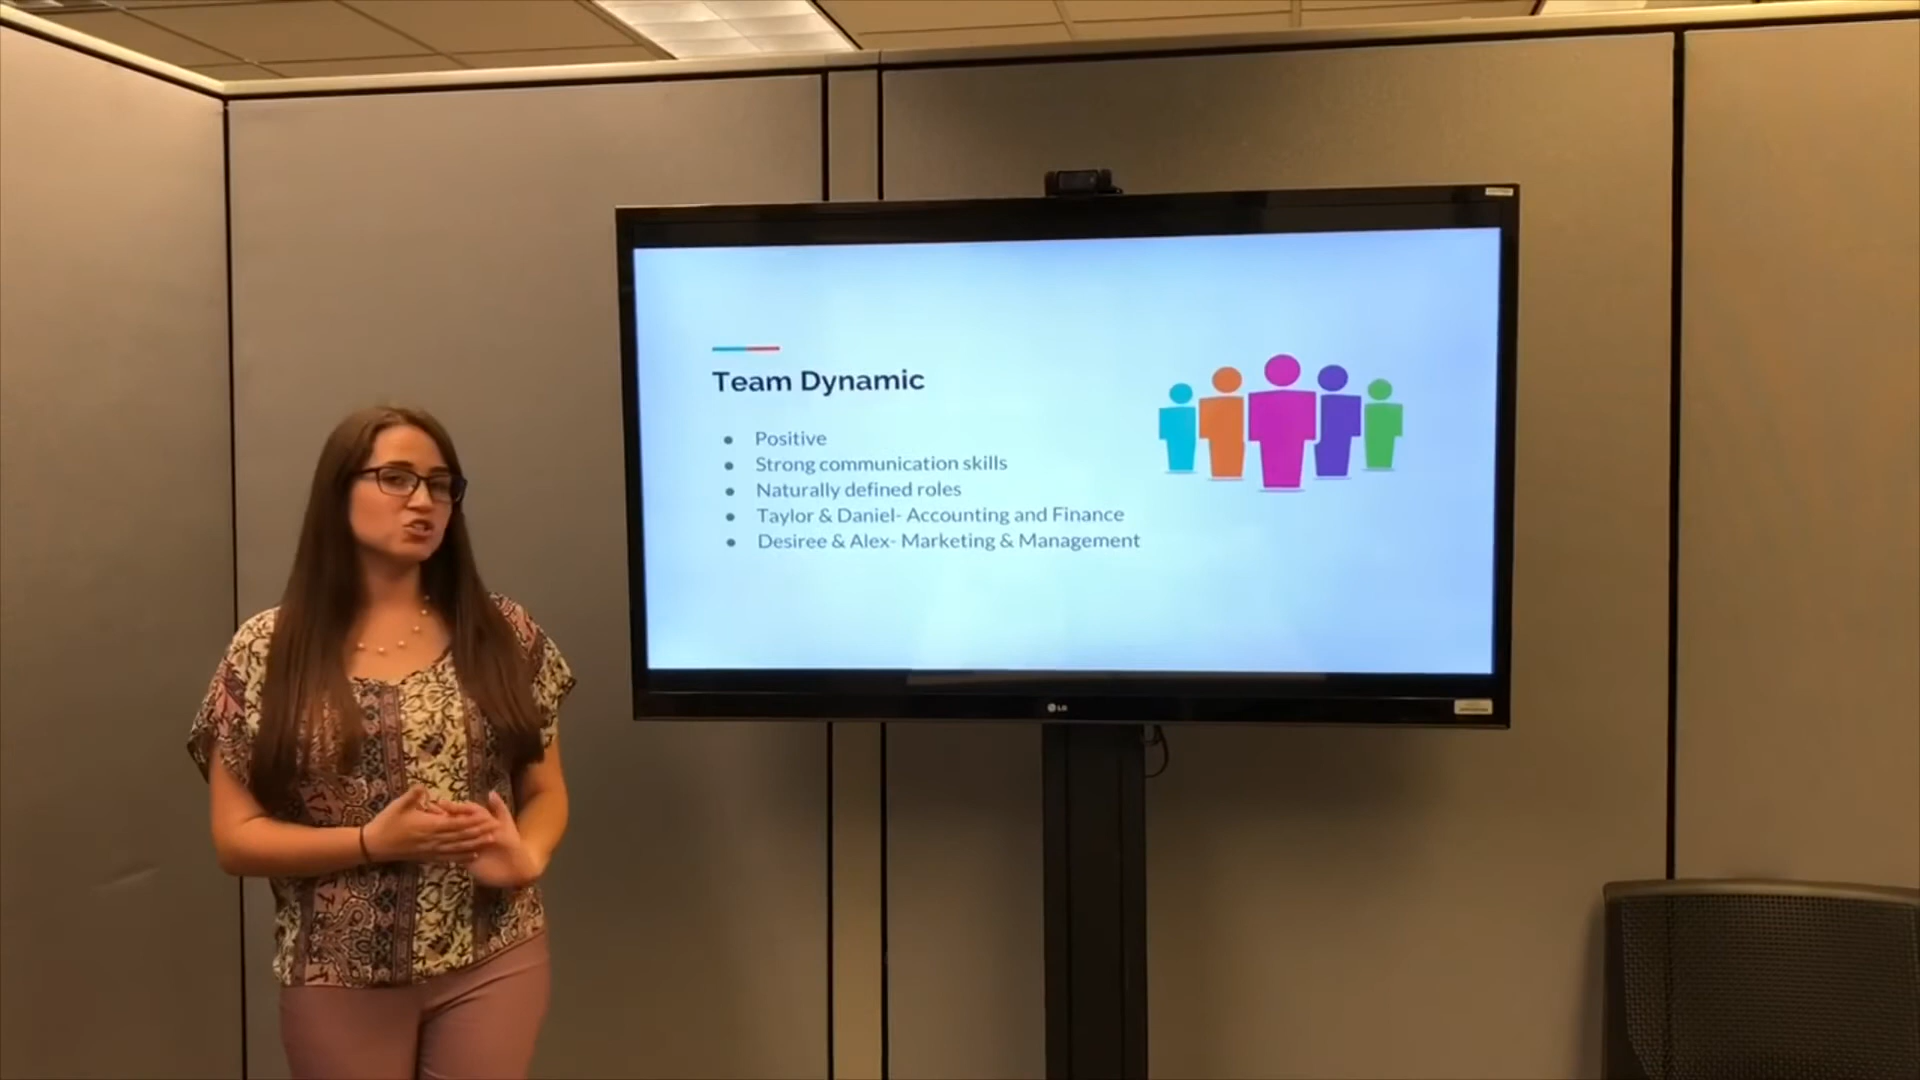 Team Dynamic
Positive
Strong communication skills
Naturally defined roles
Taylor & Daniel- Accounting and Finance
Desiree & Alex- Marketing & Management
LG